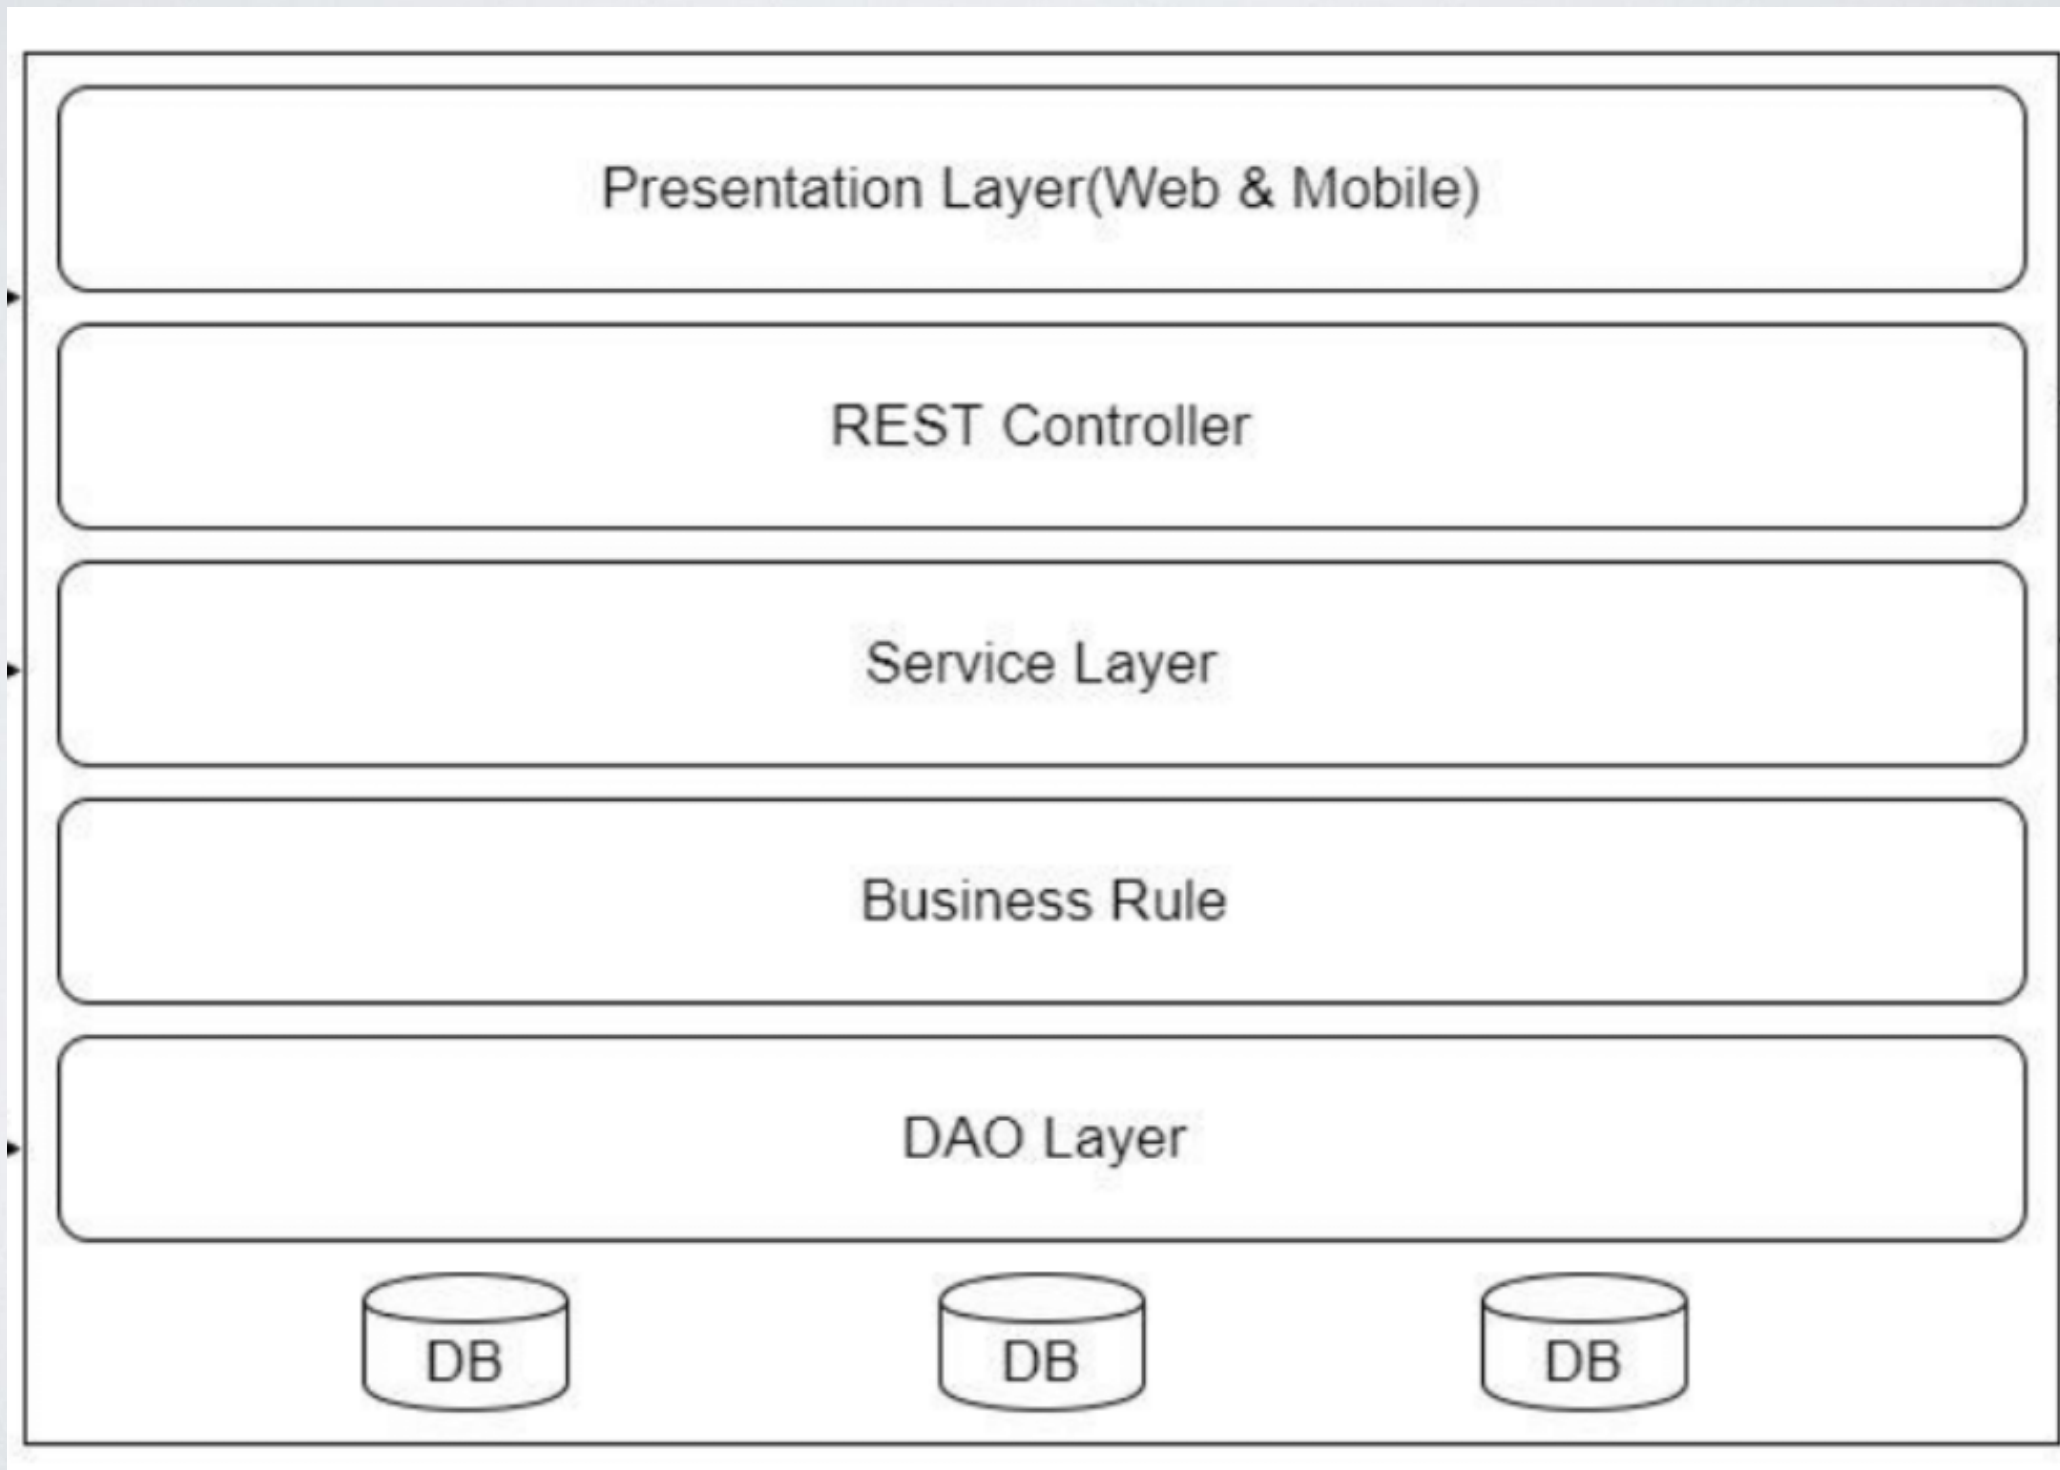 Presentation Layer(Web & Mobile)
REST Controller
Service Layer
Business Rule
DAO Layer
DB
DB
DB